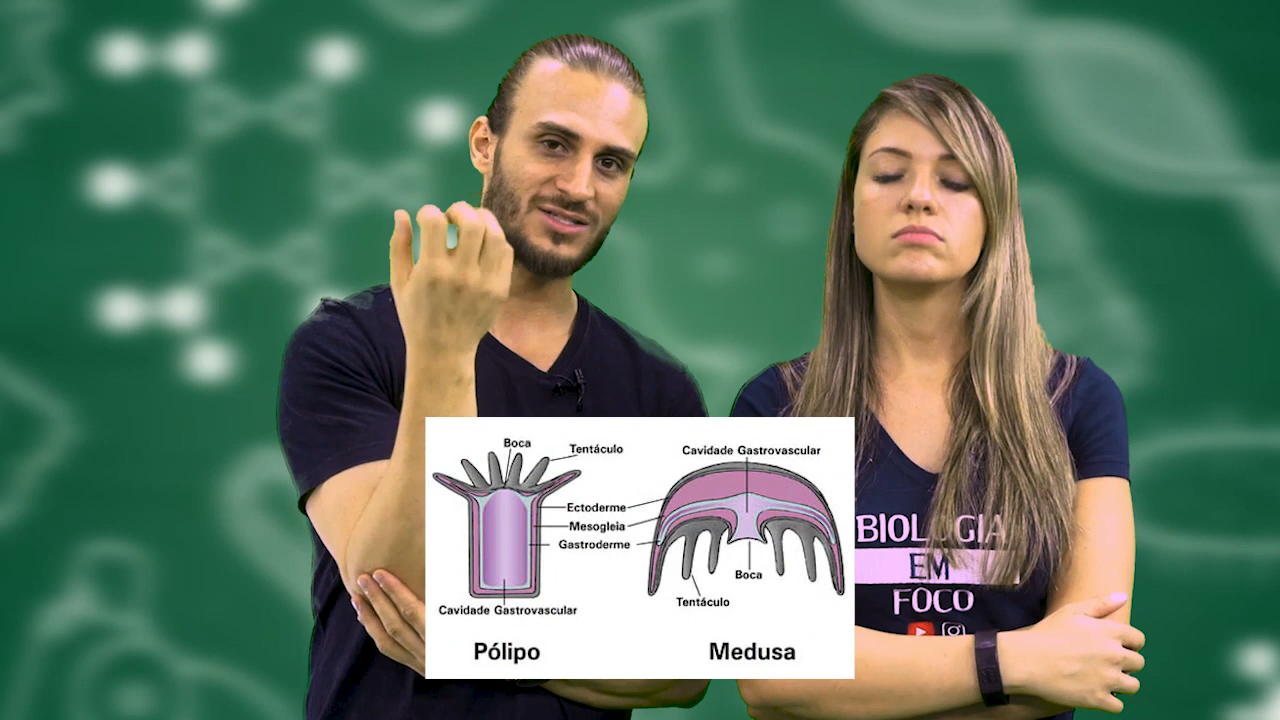 Boca
Tentáculo
Ectoderme
Mesogleia
Gastroderme
Cavidade Gastrovascular
Pólipo
Cavidade Gastrovascular
Boca
Tentáculo
Medusa
BIOLOGIA
EM
FOCO